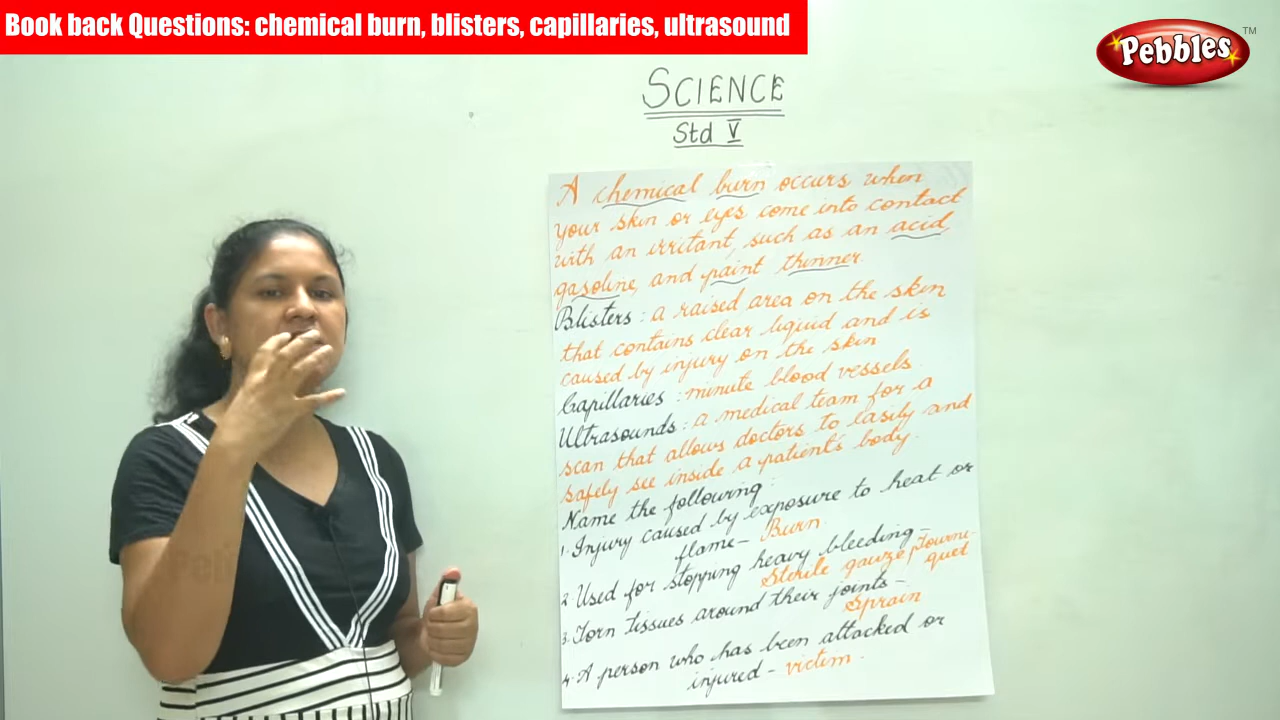 Book back Questions: chemical burn, blisters, capillaries, ultrasound
Pebbles TM
SCIENCE
Std V
A chemical burn occurs when
your skin or eyes come into contact
with an irritant, such as an acid,
gasoline, and paint thinner.
Blisters : a raised area on the skin
that contains clear liquid and is
caused by injury on the skin
Capillaries : minute blood vessels
Ultrasounds : a medical team for a
scan that allows doctors to easily and
safely see inside a patient's body.
Name the following :
1. Injury caused by exposure to heat or
flame - Burn.
2. Used for stopping heavy bleeding -
Sterile gauze / Tourni-
quet
3. Torn tissues around their joints -
Sprain
4. A person who has been attacked or
injured - victim.